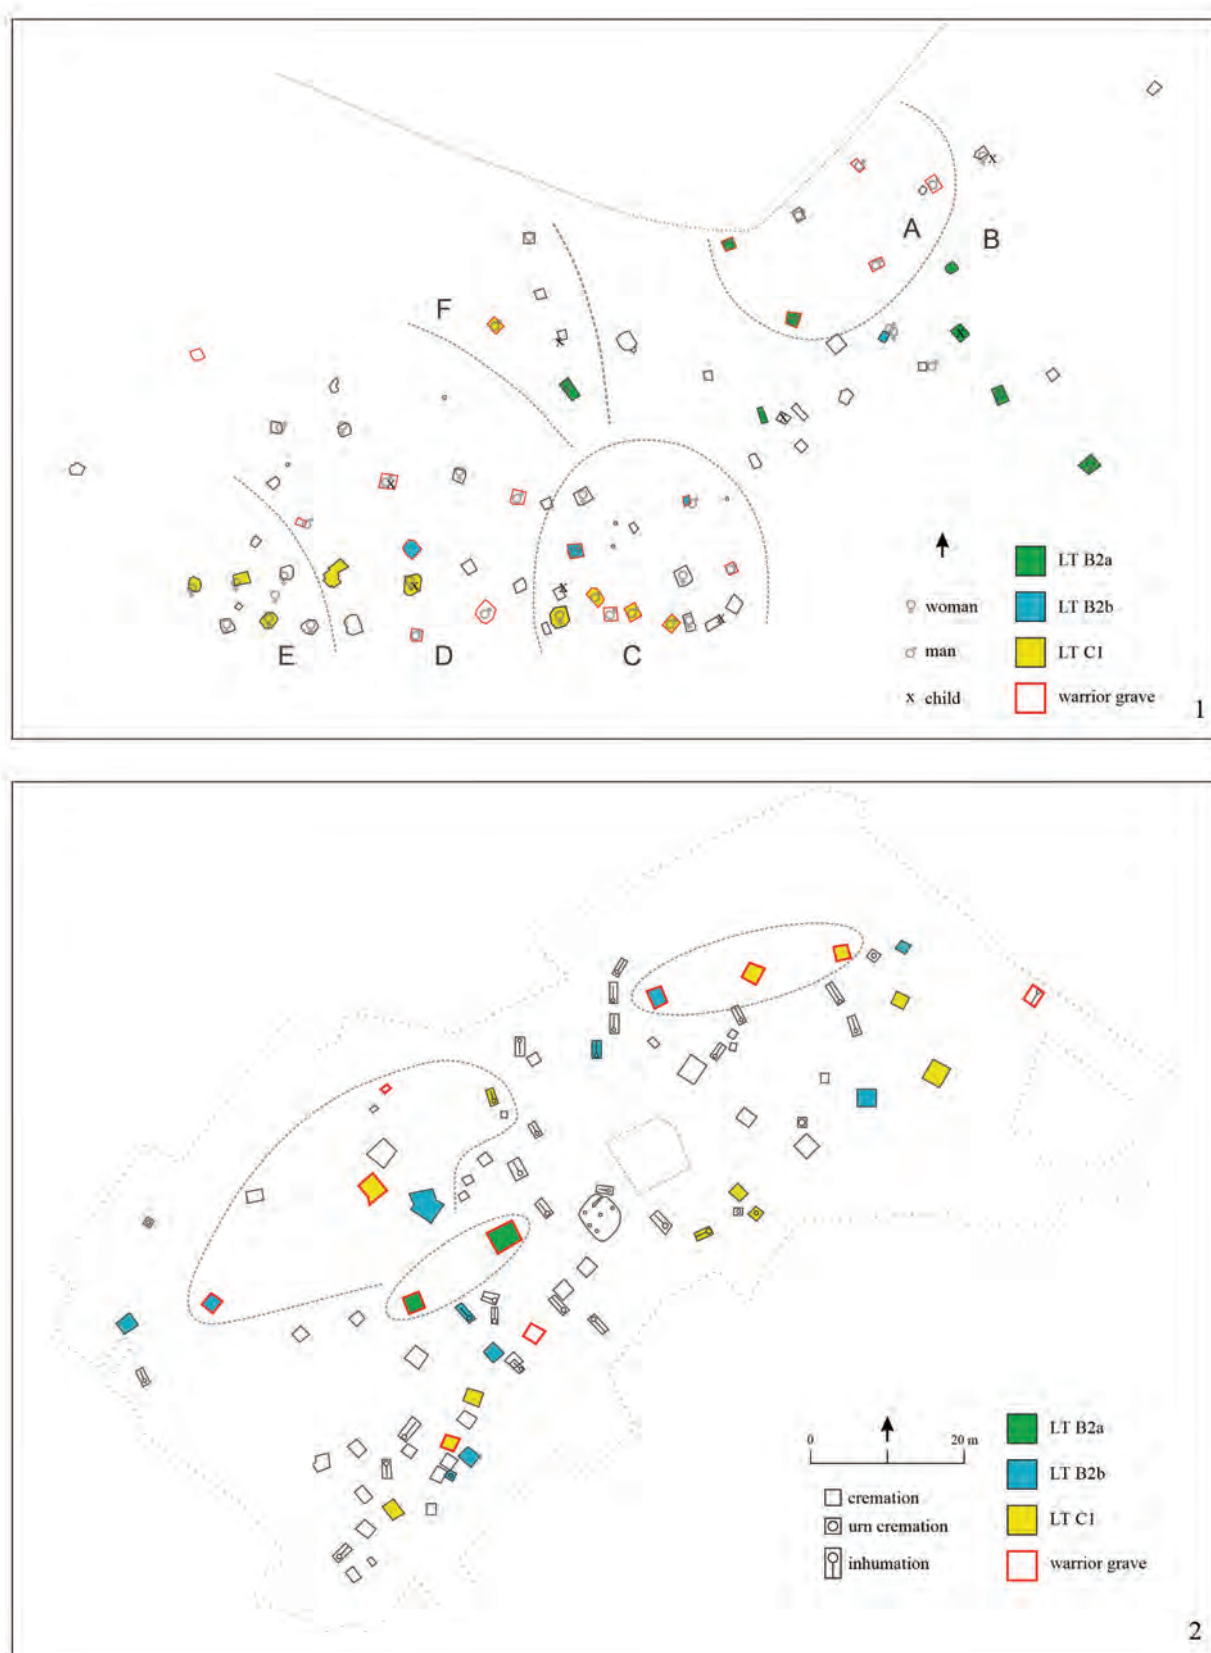 A
B
F
E
D
C
woman
man
x child
LT B2a
LT B2b
LT C1
warrior grave
1
0 20 m
cremation
urn cremation
inhumation
LT B2a
LT B2b
LT C1
warrior grave
2